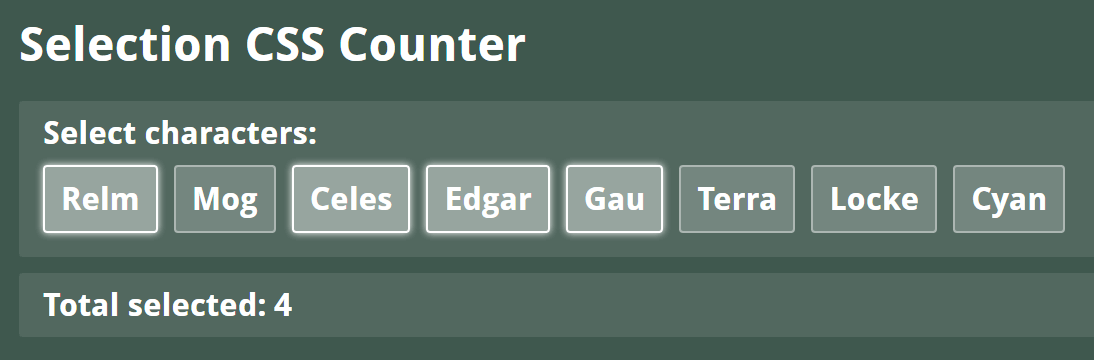 Selection CSS Counter
Select characters:
Relm Mog Celes Edgar Gau Terra Locke Cyan
Total selected: 4